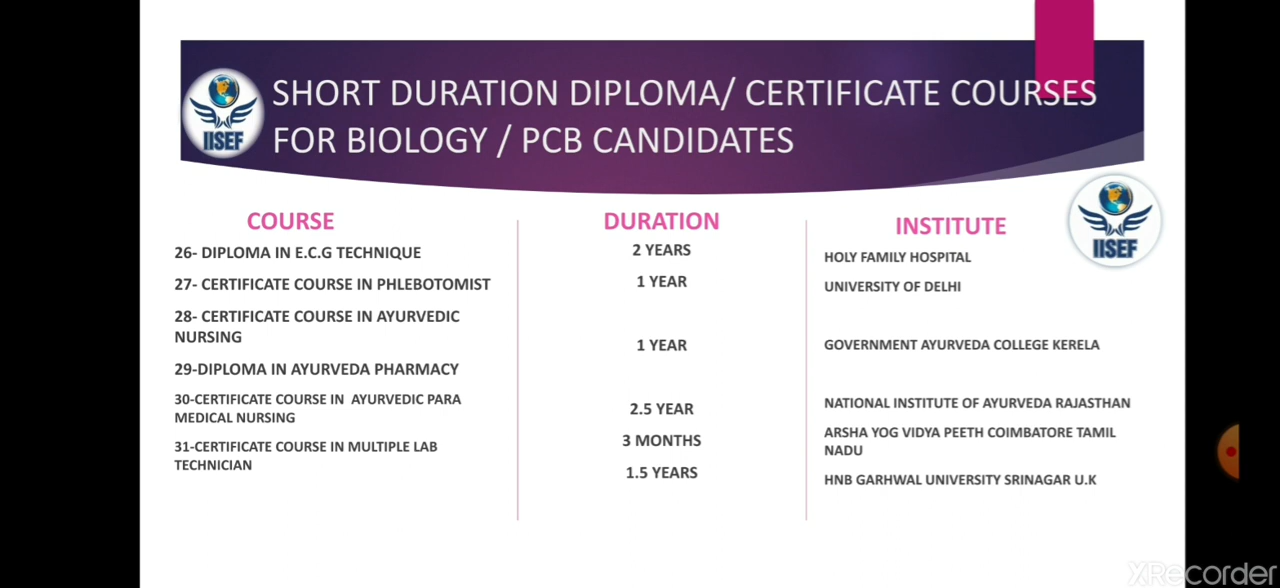 SHORT DURATION DIPLOMA/ CERTIFICATE COURSES
FOR BIOLOGY / PCB CANDIDATES
IISEF
IISEF
COURSE
26- DIPLOMA IN E.C.G TECHNIQUE
27- CERTIFICATE COURSE IN PHLEBOTOMIST
28- CERTIFICATE COURSE IN AYURVEDIC
NURSING
29-DIPLOMA IN AYURVEDA PHARMACY
30-CERTIFICATE COURSE IN AYURVEDIC PARA
MEDICAL NURSING
31-CERTIFICATE COURSE IN MULTIPLE LAB
TECHNICIAN
DURATION
2 YEARS
1 YEAR
1 YEAR
2.5 YEAR
3 MONTHS
1.5 YEARS
INSTITUTE
HOLY FAMILY HOSPITAL
UNIVERSITY OF DELHI
GOVERNMENT AYURVEDA COLLEGE KERELA
NATIONAL INSTITUTE OF AYURVEDA RAJASTHAN
ARSHA YOG VIDYA PEETH COIMBATORE TAMIL
NADU
HNB GARHWAL UNIVERSITY SRINAGAR U.K
XRecorder